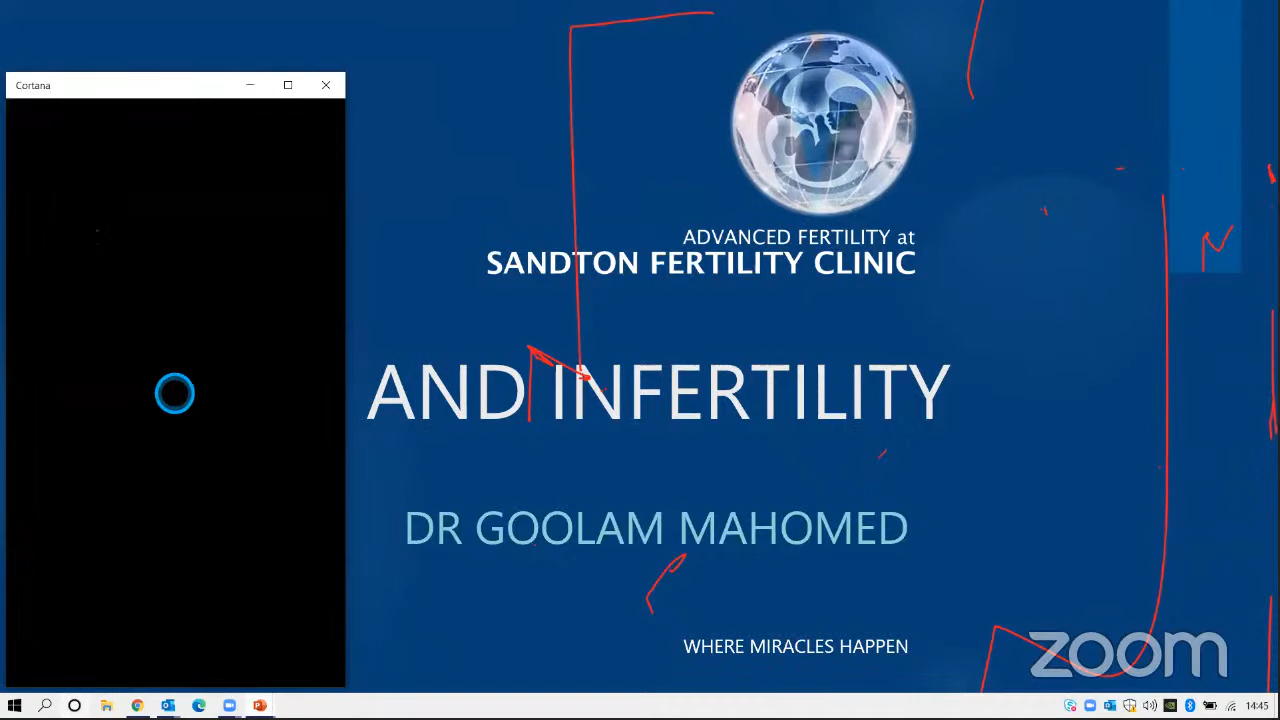 Cortana
ADVANCED FERTILITY at
SANDTON FERTILITY CLINIC
AND INFERTILITY
DR GOOLAM MAHOMED
WHERE MIRACLES HAPPEN
zoom
14:45